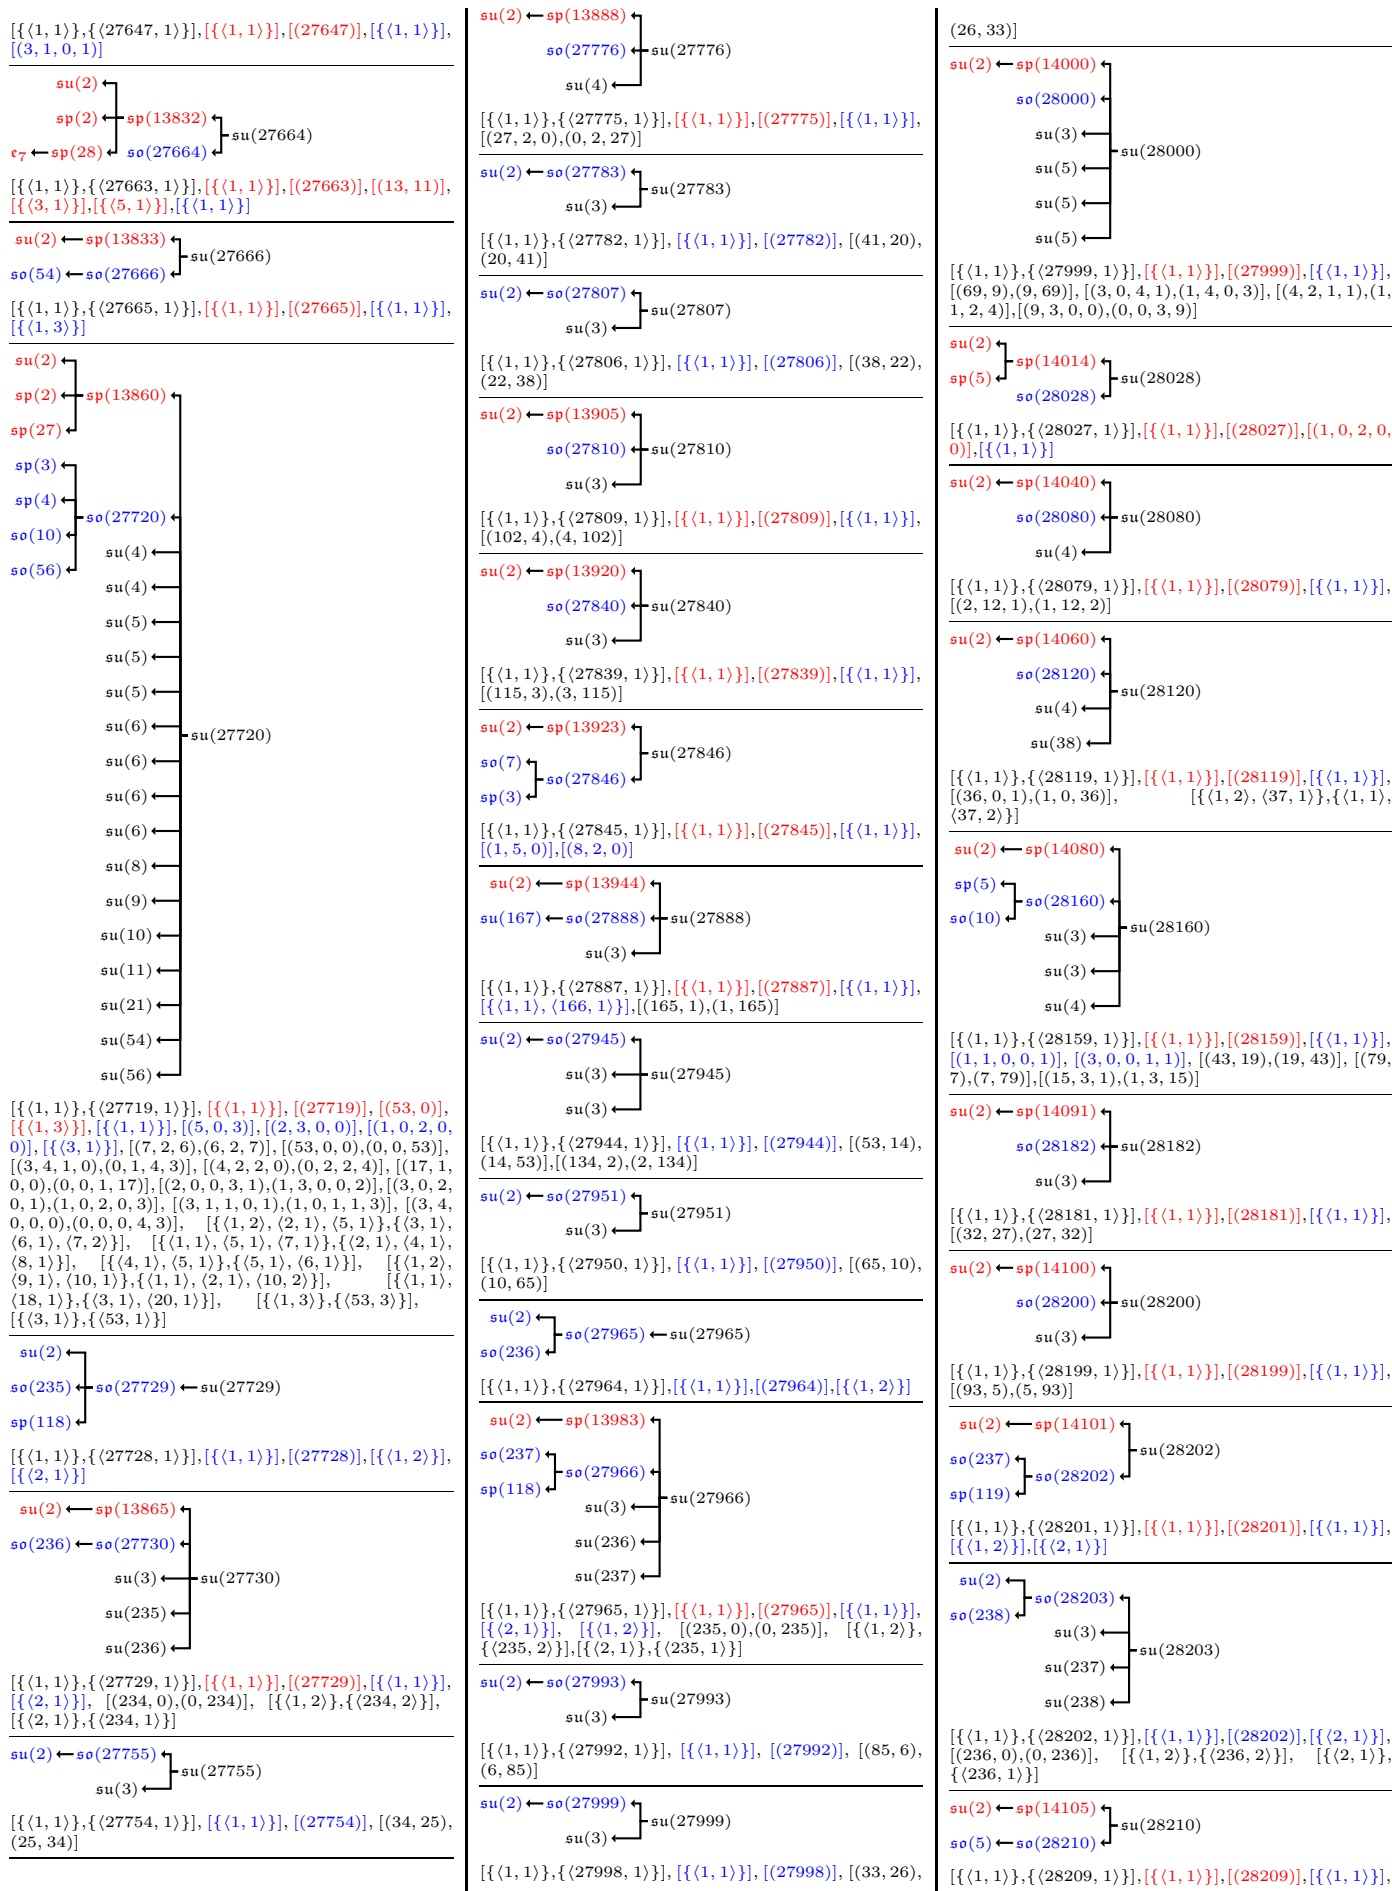 [{⟨1, 1⟩},{⟨27647, 1⟩}],[{⟨1, 1⟩}],[(27647)],[{⟨1, 1⟩}],
[(3, 1, 0, 1)]
𝔰𝔲(2)
𝔰𝔭(2) 𝔰𝔭(13832)
𝔰𝔲(27664)
𝔢₇ 𝔰𝔭(28) 𝔰𝔬(27664)
[{⟨1, 1⟩},{⟨27663, 1⟩}],[{⟨1, 1⟩}],[(27663)],[(13, 11)],
[{⟨3, 1⟩}],[{⟨5, 1⟩}],[{⟨1, 1⟩}]
𝔰𝔲(2) 𝔰𝔭(13833)
𝔰𝔲(27666)
𝔰𝔬(54) 𝔰𝔬(27666)
[{⟨1, 1⟩},{⟨27665, 1⟩}],[{⟨1, 1⟩}],[(27665)],[{⟨1, 1⟩}],
[{⟨1, 3⟩}]
𝔰𝔲(2)
𝔰𝔭(2) 𝔰𝔭(13860)
𝔰𝔭(27)
𝔰𝔭(3)
𝔰𝔭(4)
𝔰𝔬(27720)
𝔰𝔬(10)
𝔰𝔲(4)
𝔰𝔬(56)
𝔰𝔲(4)
𝔰𝔲(5)
𝔰𝔲(5)
𝔰𝔲(5)
𝔰𝔲(6)
𝔰𝔲(27720)
𝔰𝔲(6)
𝔰𝔲(6)
𝔰𝔲(6)
𝔰𝔲(8)
𝔰𝔲(9)
𝔰𝔲(10)
𝔰𝔲(11)
𝔰𝔲(21)
𝔰𝔲(54)
𝔰𝔲(56)
[{⟨1, 1⟩},{⟨27719, 1⟩}], [{⟨1, 1⟩}], [(27719)], [(53, 0)],
[{⟨1, 3⟩}],[{⟨1, 1⟩}],[(5, 0, 3)],[(2, 3, 0, 0)],[(1, 0, 2, 0,
0)], [{⟨3, 1⟩}], [(7, 2, 6),(6, 2, 7)], [(53, 0, 0),(0, 0, 53)],
[(3, 4, 1, 0),(0, 1, 4, 3)], [(4, 2, 2, 0),(0, 2, 2, 4)], [(17, 1,
0, 0),(0, 0, 1, 17)],[(2, 0, 0, 3, 1),(1, 3, 0, 0, 2)],[(3, 0, 2,
0, 1),(1, 0, 2, 0, 3)], [(3, 1, 1, 0, 1),(1, 0, 1, 1, 3)], [(3, 4,
0, 0, 0),(0, 0, 0, 4, 3)], [{⟨1, 2⟩, ⟨2, 1⟩, ⟨5, 1⟩},{⟨3, 1⟩,
⟨6, 1⟩, ⟨7, 2⟩}], [{⟨1, 1⟩, ⟨5, 1⟩, ⟨7, 1⟩},{⟨2, 1⟩, ⟨4, 1⟩,
⟨8, 1⟩}], [{⟨4, 1⟩, ⟨5, 1⟩},{⟨5, 1⟩, ⟨6, 1⟩}], [{⟨1, 2⟩,
⟨9, 1⟩, ⟨10, 1⟩},{⟨1, 1⟩, ⟨2, 1⟩, ⟨10, 2⟩}], [{⟨1, 1⟩,
⟨18, 1⟩},{⟨3, 1⟩, ⟨20, 1⟩}], [{⟨1, 3⟩},{⟨53, 3⟩}],
[{⟨3, 1⟩},{⟨53, 1⟩}]
𝔰𝔲(2)
𝔰𝔬(235) 𝔰𝔬(27729) 𝔰𝔲(27729)
𝔰𝔭(118)
[{⟨1, 1⟩},{⟨27728, 1⟩}],[{⟨1, 1⟩}],[(27728)],[{⟨1, 2⟩}],
[{⟨2, 1⟩}]
𝔰𝔲(2) 𝔰𝔭(13865)
𝔰𝔬(236) 𝔰𝔬(27730)
𝔰𝔲(3) 𝔰𝔲(27730)
𝔰𝔲(235)
𝔰𝔲(236)
[{⟨1, 1⟩},{⟨27729, 1⟩}],[{⟨1, 1⟩}],[(27729)],[{⟨1, 1⟩}],
[{⟨2, 1⟩}], [(234, 0),(0, 234)], [{⟨1, 2⟩},{⟨234, 2⟩}],
[{⟨2, 1⟩},{⟨234, 1⟩}]
𝔰𝔲(2) 𝔰𝔬(27755)
𝔰𝔲(27755)
𝔰𝔲(3)
[{⟨1, 1⟩},{⟨27754, 1⟩}], [{⟨1, 1⟩}], [(27754)], [(34, 25),
(25, 34)]
𝔰𝔲(2) 𝔰𝔭(13888)
𝔰𝔬(27776) 𝔰𝔲(27776)
𝔰𝔲(4)
[{⟨1, 1⟩},{⟨27775, 1⟩}],[{⟨1, 1⟩}],[(27775)],[{⟨1, 1⟩}],
[(27, 2, 0),(0, 2, 27)]
𝔰𝔲(2) 𝔰𝔬(27783)
𝔰𝔲(27783)
𝔰𝔲(3)
[{⟨1, 1⟩},{⟨27782, 1⟩}], [{⟨1, 1⟩}], [(27782)], [(41, 20),
(20, 41)]
𝔰𝔲(2) 𝔰𝔬(27807)
𝔰𝔲(27807)
𝔰𝔲(3)
[{⟨1, 1⟩},{⟨27806, 1⟩}], [{⟨1, 1⟩}], [(27806)], [(38, 22),
(22, 38)]
𝔰𝔲(2) 𝔰𝔭(13905)
𝔰𝔬(27810) 𝔰𝔲(27810)
𝔰𝔲(3)
[{⟨1, 1⟩},{⟨27809, 1⟩}],[{⟨1, 1⟩}],[(27809)],[{⟨1, 1⟩}],
[(102, 4),(4, 102)]
𝔰𝔲(2) 𝔰𝔭(13920)
𝔰𝔬(27840) 𝔰𝔲(27840)
𝔰𝔲(3)
[{⟨1, 1⟩},{⟨27839, 1⟩}],[{⟨1, 1⟩}],[(27839)],[{⟨1, 1⟩}],
[(115, 3),(3, 115)]
𝔰𝔲(2) 𝔰𝔭(13923)
𝔰𝔬(7) 𝔰𝔲(27846)
𝔰𝔬(27846)
𝔰𝔭(3)
[{⟨1, 1⟩},{⟨27845, 1⟩}],[{⟨1, 1⟩}],[(27845)],[{⟨1, 1⟩}],
[(1, 5, 0)],[(8, 2, 0)]
𝔰𝔲(2) 𝔰𝔭(13944)
𝔰𝔲(167) 𝔰𝔬(27888) 𝔰𝔲(27888)
𝔰𝔲(3)
[{⟨1, 1⟩},{⟨27887, 1⟩}],[{⟨1, 1⟩}],[(27887)],[{⟨1, 1⟩}],
[{⟨1, 1⟩, ⟨166, 1⟩}],[(165, 1),(1, 165)]
𝔰𝔲(2) 𝔰𝔬(27945)
𝔰𝔲(3) 𝔰𝔲(27945)
𝔰𝔲(3)
[{⟨1, 1⟩},{⟨27944, 1⟩}], [{⟨1, 1⟩}], [(27944)], [(53, 14),
(14, 53)],[(134, 2),(2, 134)]
𝔰𝔲(2) 𝔰𝔬(27951)
𝔰𝔲(27951)
𝔰𝔲(3)
[{⟨1, 1⟩},{⟨27950, 1⟩}], [{⟨1, 1⟩}], [(27950)], [(65, 10),
(10, 65)]
𝔰𝔲(2)
𝔰𝔬(27965) 𝔰𝔲(27965)
𝔰𝔬(236)
[{⟨1, 1⟩},{⟨27964, 1⟩}],[{⟨1, 1⟩}],[(27964)],[{⟨1, 2⟩}]
𝔰𝔲(2) 𝔰𝔭(13983)
𝔰𝔬(237)
𝔰𝔬(27966)
𝔰𝔭(118) 𝔰𝔲(27966)
𝔰𝔲(3)
𝔰𝔲(236)
𝔰𝔲(237)
[{⟨1, 1⟩},{⟨27965, 1⟩}],[{⟨1, 1⟩}],[(27965)],[{⟨1, 1⟩}],
[{⟨2, 1⟩}], [{⟨1, 2⟩}], [(235, 0),(0, 235)], [{⟨1, 2⟩},
{⟨235, 2⟩}],[{⟨2, 1⟩},{⟨235, 1⟩}]
𝔰𝔲(2) 𝔰𝔬(27993)
𝔰𝔲(27993)
𝔰𝔲(3)
[{⟨1, 1⟩},{⟨27992, 1⟩}], [{⟨1, 1⟩}], [(27992)], [(85, 6),
(6, 85)]
𝔰𝔲(2) 𝔰𝔬(27999)
𝔰𝔲(27999)
𝔰𝔲(3)
[{⟨1, 1⟩},{⟨27998, 1⟩}], [{⟨1, 1⟩}], [(27998)], [(33, 26),
(26, 33)]
𝔰𝔲(2) 𝔰𝔭(14000)
𝔰𝔬(28000)
𝔰𝔲(3)
𝔰𝔲(28000)
𝔰𝔲(5)
𝔰𝔲(5)
𝔰𝔲(5)
[{⟨1, 1⟩},{⟨27999, 1⟩}],[{⟨1, 1⟩}],[(27999)],[{⟨1, 1⟩}],
[(69, 9),(9, 69)], [(3, 0, 4, 1),(1, 4, 0, 3)], [(4, 2, 1, 1),(1,
1, 2, 4)],[(9, 3, 0, 0),(0, 0, 3, 9)]
𝔰𝔲(2)
𝔰𝔭(14014)
𝔰𝔭(5) 𝔰𝔲(28028)
𝔰𝔬(28028)
[{⟨1, 1⟩},{⟨28027, 1⟩}],[{⟨1, 1⟩}],[(28027)],[(1, 0, 2, 0,
0)],[{⟨1, 1⟩}]
𝔰𝔲(2) 𝔰𝔭(14040)
𝔰𝔬(28080) 𝔰𝔲(28080)
𝔰𝔲(4)
[{⟨1, 1⟩},{⟨28079, 1⟩}],[{⟨1, 1⟩}],[(28079)],[{⟨1, 1⟩}],
[(2, 12, 1),(1, 12, 2)]
𝔰𝔲(2) 𝔰𝔭(14060)
𝔰𝔬(28120)
𝔰𝔲(28120)
𝔰𝔲(4)
𝔰𝔲(38)
[{⟨1, 1⟩},{⟨28119, 1⟩}],[{⟨1, 1⟩}],[(28119)],[{⟨1, 1⟩}],
[(36, 0, 1),(1, 0, 36)], [{⟨1, 2⟩, ⟨37, 1⟩},{⟨1, 1⟩,
⟨37, 2⟩}]
𝔰𝔲(2) 𝔰𝔭(14080)
𝔰𝔭(5)
𝔰𝔬(28160)
𝔰𝔬(10) 𝔰𝔲(28160)
𝔰𝔲(3)
𝔰𝔲(3)
𝔰𝔲(4)
[{⟨1, 1⟩},{⟨28159, 1⟩}],[{⟨1, 1⟩}],[(28159)],[{⟨1, 1⟩}],
[(1, 1, 0, 0, 1)], [(3, 0, 0, 1, 1)], [(43, 19),(19, 43)], [(79,
7),(7, 79)],[(15, 3, 1),(1, 3, 15)]
𝔰𝔲(2) 𝔰𝔭(14091)
𝔰𝔬(28182) 𝔰𝔲(28182)
𝔰𝔲(3)
[{⟨1, 1⟩},{⟨28181, 1⟩}],[{⟨1, 1⟩}],[(28181)],[{⟨1, 1⟩}],
[(32, 27),(27, 32)]
𝔰𝔲(2) 𝔰𝔭(14100)
𝔰𝔬(28200) 𝔰𝔲(28200)
𝔰𝔲(3)
[{⟨1, 1⟩},{⟨28199, 1⟩}],[{⟨1, 1⟩}],[(28199)],[{⟨1, 1⟩}],
[(93, 5),(5, 93)]
𝔰𝔲(2) 𝔰𝔭(14101)
𝔰𝔬(237) 𝔰𝔲(28202)
𝔰𝔬(28202)
𝔰𝔭(119)
[{⟨1, 1⟩},{⟨28201, 1⟩}],[{⟨1, 1⟩}],[(28201)],[{⟨1, 1⟩}],
[{⟨1, 2⟩}],[{⟨2, 1⟩}]
𝔰𝔲(2)
𝔰𝔬(28203)
𝔰𝔬(238)
𝔰𝔲(3)
𝔰𝔲(28203)
𝔰𝔲(237)
𝔰𝔲(238)
[{⟨1, 1⟩},{⟨28202, 1⟩}],[{⟨1, 1⟩}],[(28202)],[{⟨2, 1⟩}],
[(236, 0),(0, 236)], [{⟨1, 2⟩},{⟨236, 2⟩}], [{⟨2, 1⟩},
{⟨236, 1⟩}]
𝔰𝔲(2) 𝔰𝔭(14105)
𝔰𝔲(28210)
𝔰𝔬(5) 𝔰𝔬(28210)
[{⟨1, 1⟩},{⟨28209, 1⟩}],[{⟨1, 1⟩}],[(28209)],[{⟨1, 1⟩}],